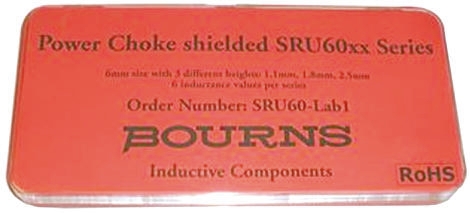 Power Choke shielded SRU60xx Series
6mm size with 3 different heights: 1.1mm, 1.8mm, 2.5mm
6 inductance values per series
Order Number: SRU60-Lab1
BOURNS
Inductive Components
RoHS